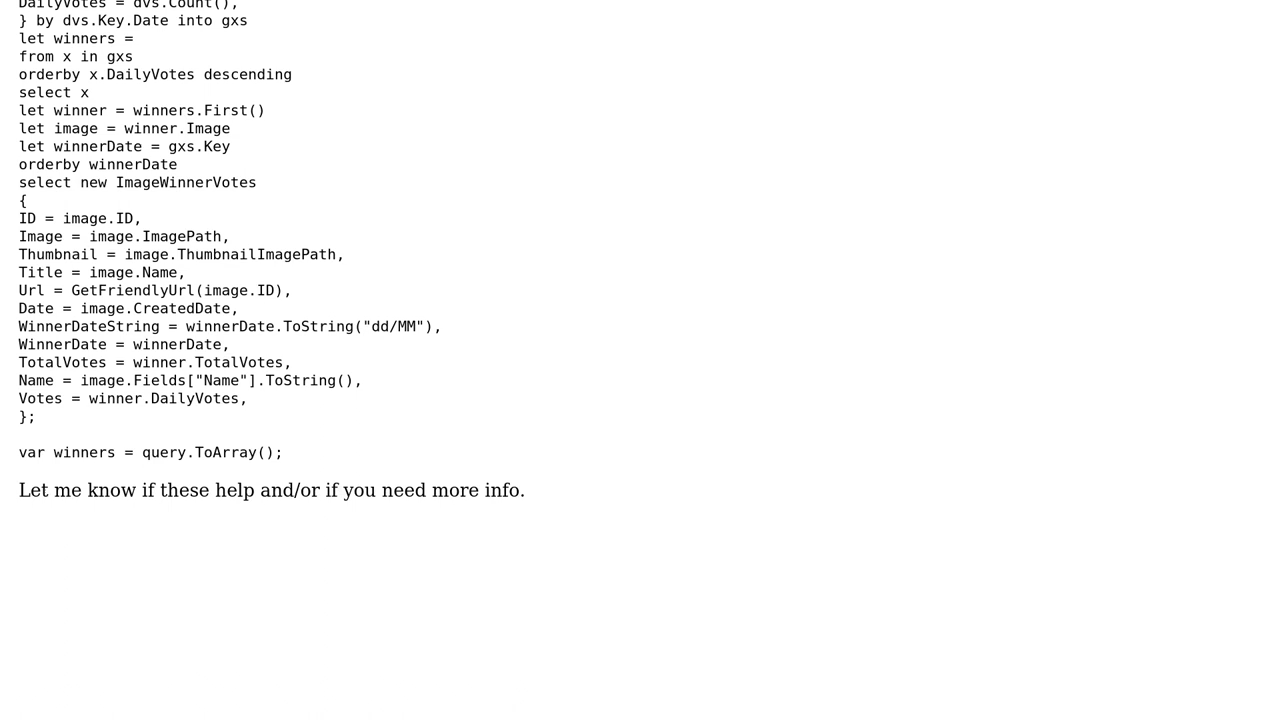 DailyVotes = dvs.Count(),
} by dvs.Key.Date into gxs
let winners =
from x in gxs
orderby x.DailyVotes descending
select x
let winner = winners.First()
let image = winner.Image
let winnerDate = gxs.Key
orderby winnerDate
select new ImageWinnerVotes
{
ID = image.ID,
Image = image.ImagePath,
Thumbnail = image.ThumbnailImagePath,
Title = image.Name,
Url = GetFriendlyUrl(image.ID),
Date = image.CreatedDate,
WinnerDateString = winnerDate.ToString("dd/MM"),
WinnerDate = winnerDate,
TotalVotes = winner.TotalVotes,
Name = image.Fields["Name"].ToString(),
Votes = winner.DailyVotes,
};
var winners = query.ToArray();
Let me know if these help and/or if you need more info.